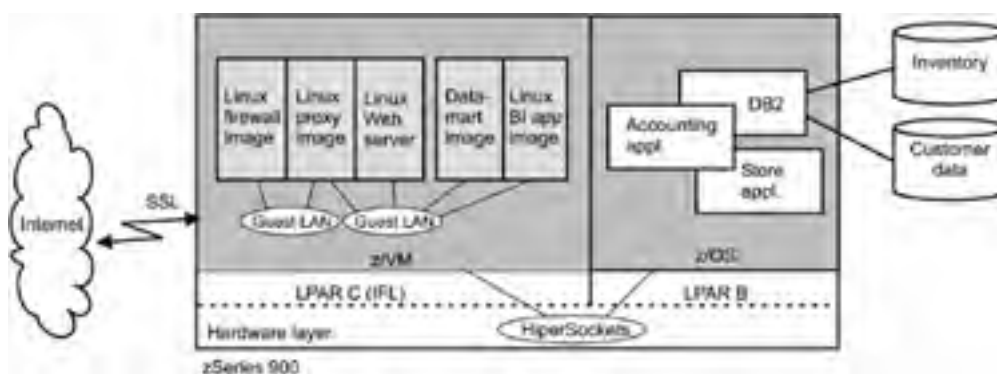 Internet
SSL
Linux
firewall
image
Linux
proxy
image
Linux
Web
server
Data-
mart
image
Linux
BI app
image
Guest LAN
Guest LAN
z/VM
LPAR C (IFL)
Accounting
appl.
DB2
Store
appl.
z/OS
LPAR B
Inventory
Customer
data
HiperSockets
Hardware layer
zSeries 900